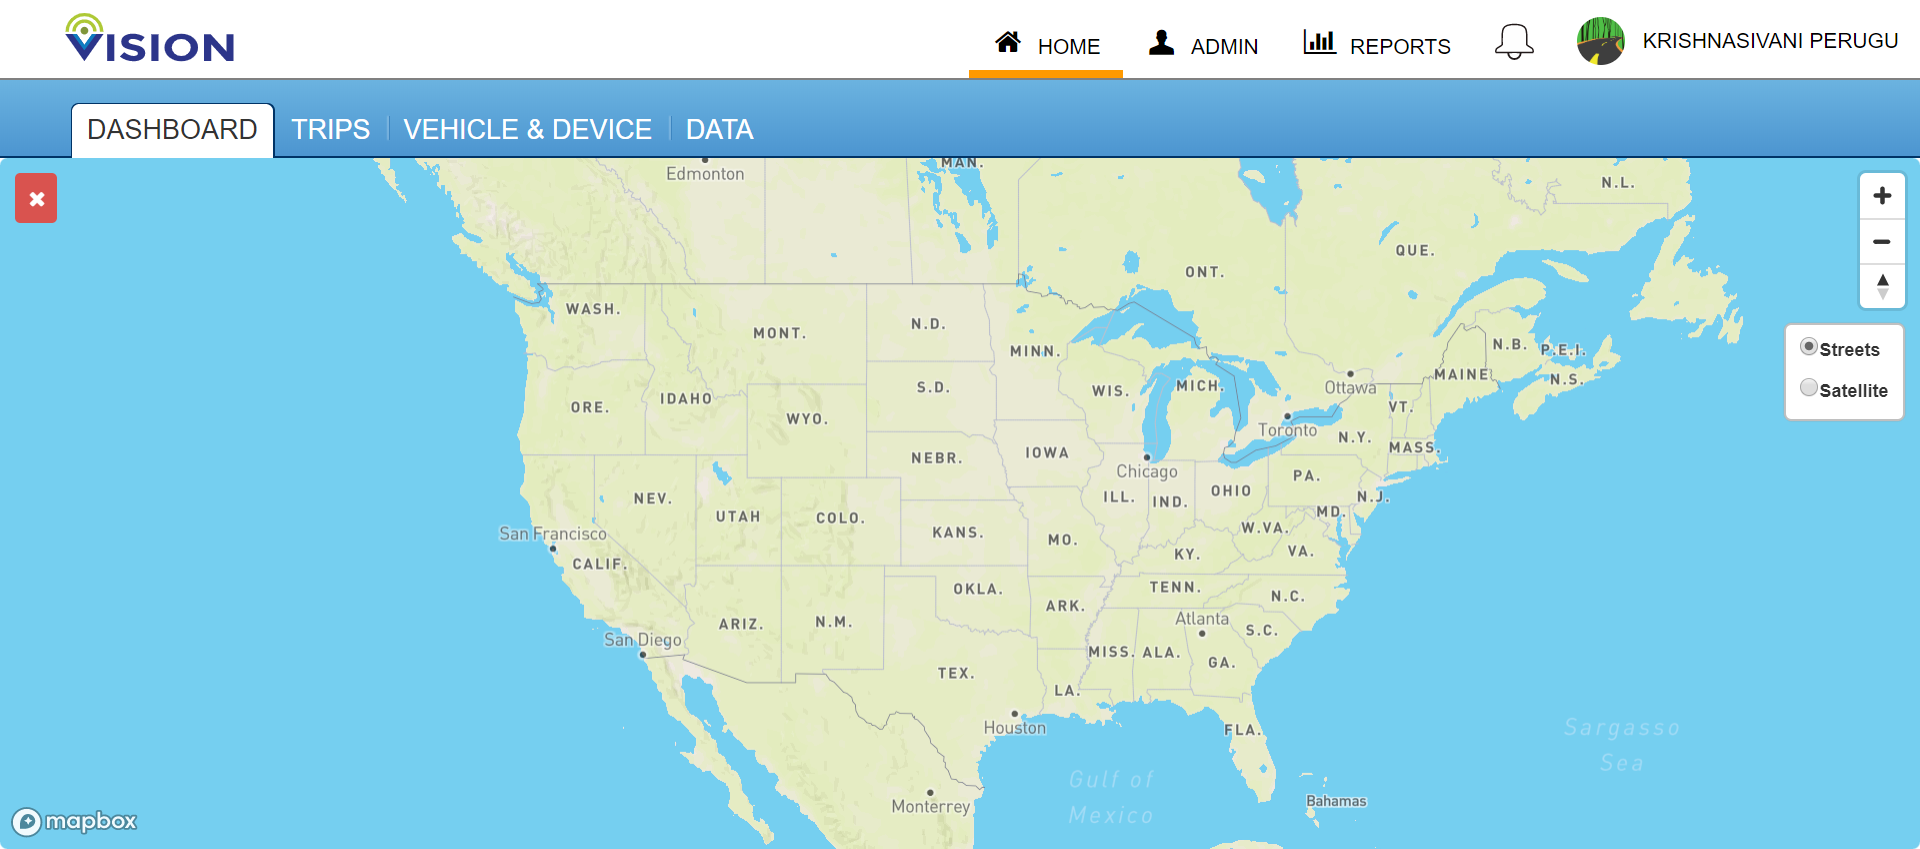 VISION
HOME
ADMIN
REPORTS
KRISHNASIVANI PERUGU
DASHBOARD
TRIPS
VEHICLE & DEVICE
DATA
MAN.
Edmonton
N.L.
QUE.
ONT.
WASH.
MONT.
N.D.
MINN.
N.B.
P.E.I.
Streets
Satellite
ORE.
IDAHO
WYO.
S.D.
WIS.
MICH.
Ottawa
MAINE
N.S.
VT.
Toronto
N.Y.
MASS.
NEBR.
IOWA
Chicago
PA.
NEV.
UTAH
COLO.
ILL.
IND.
OHIO
N.J.
MD.
San Francisco
CALIF.
KANS.
MO.
W.VA.
KY.
VA.
OKLA.
ARK.
TENN.
N.C.
San Diego
ARIZ.
N.M.
Atlanta
S.C.
TEX.
MISS.
ALA.
GA.
LA.
Houston
FLA.
Sargasso
Sea
Gulf of
Mexico
Monterrey
Bahamas
mapbox